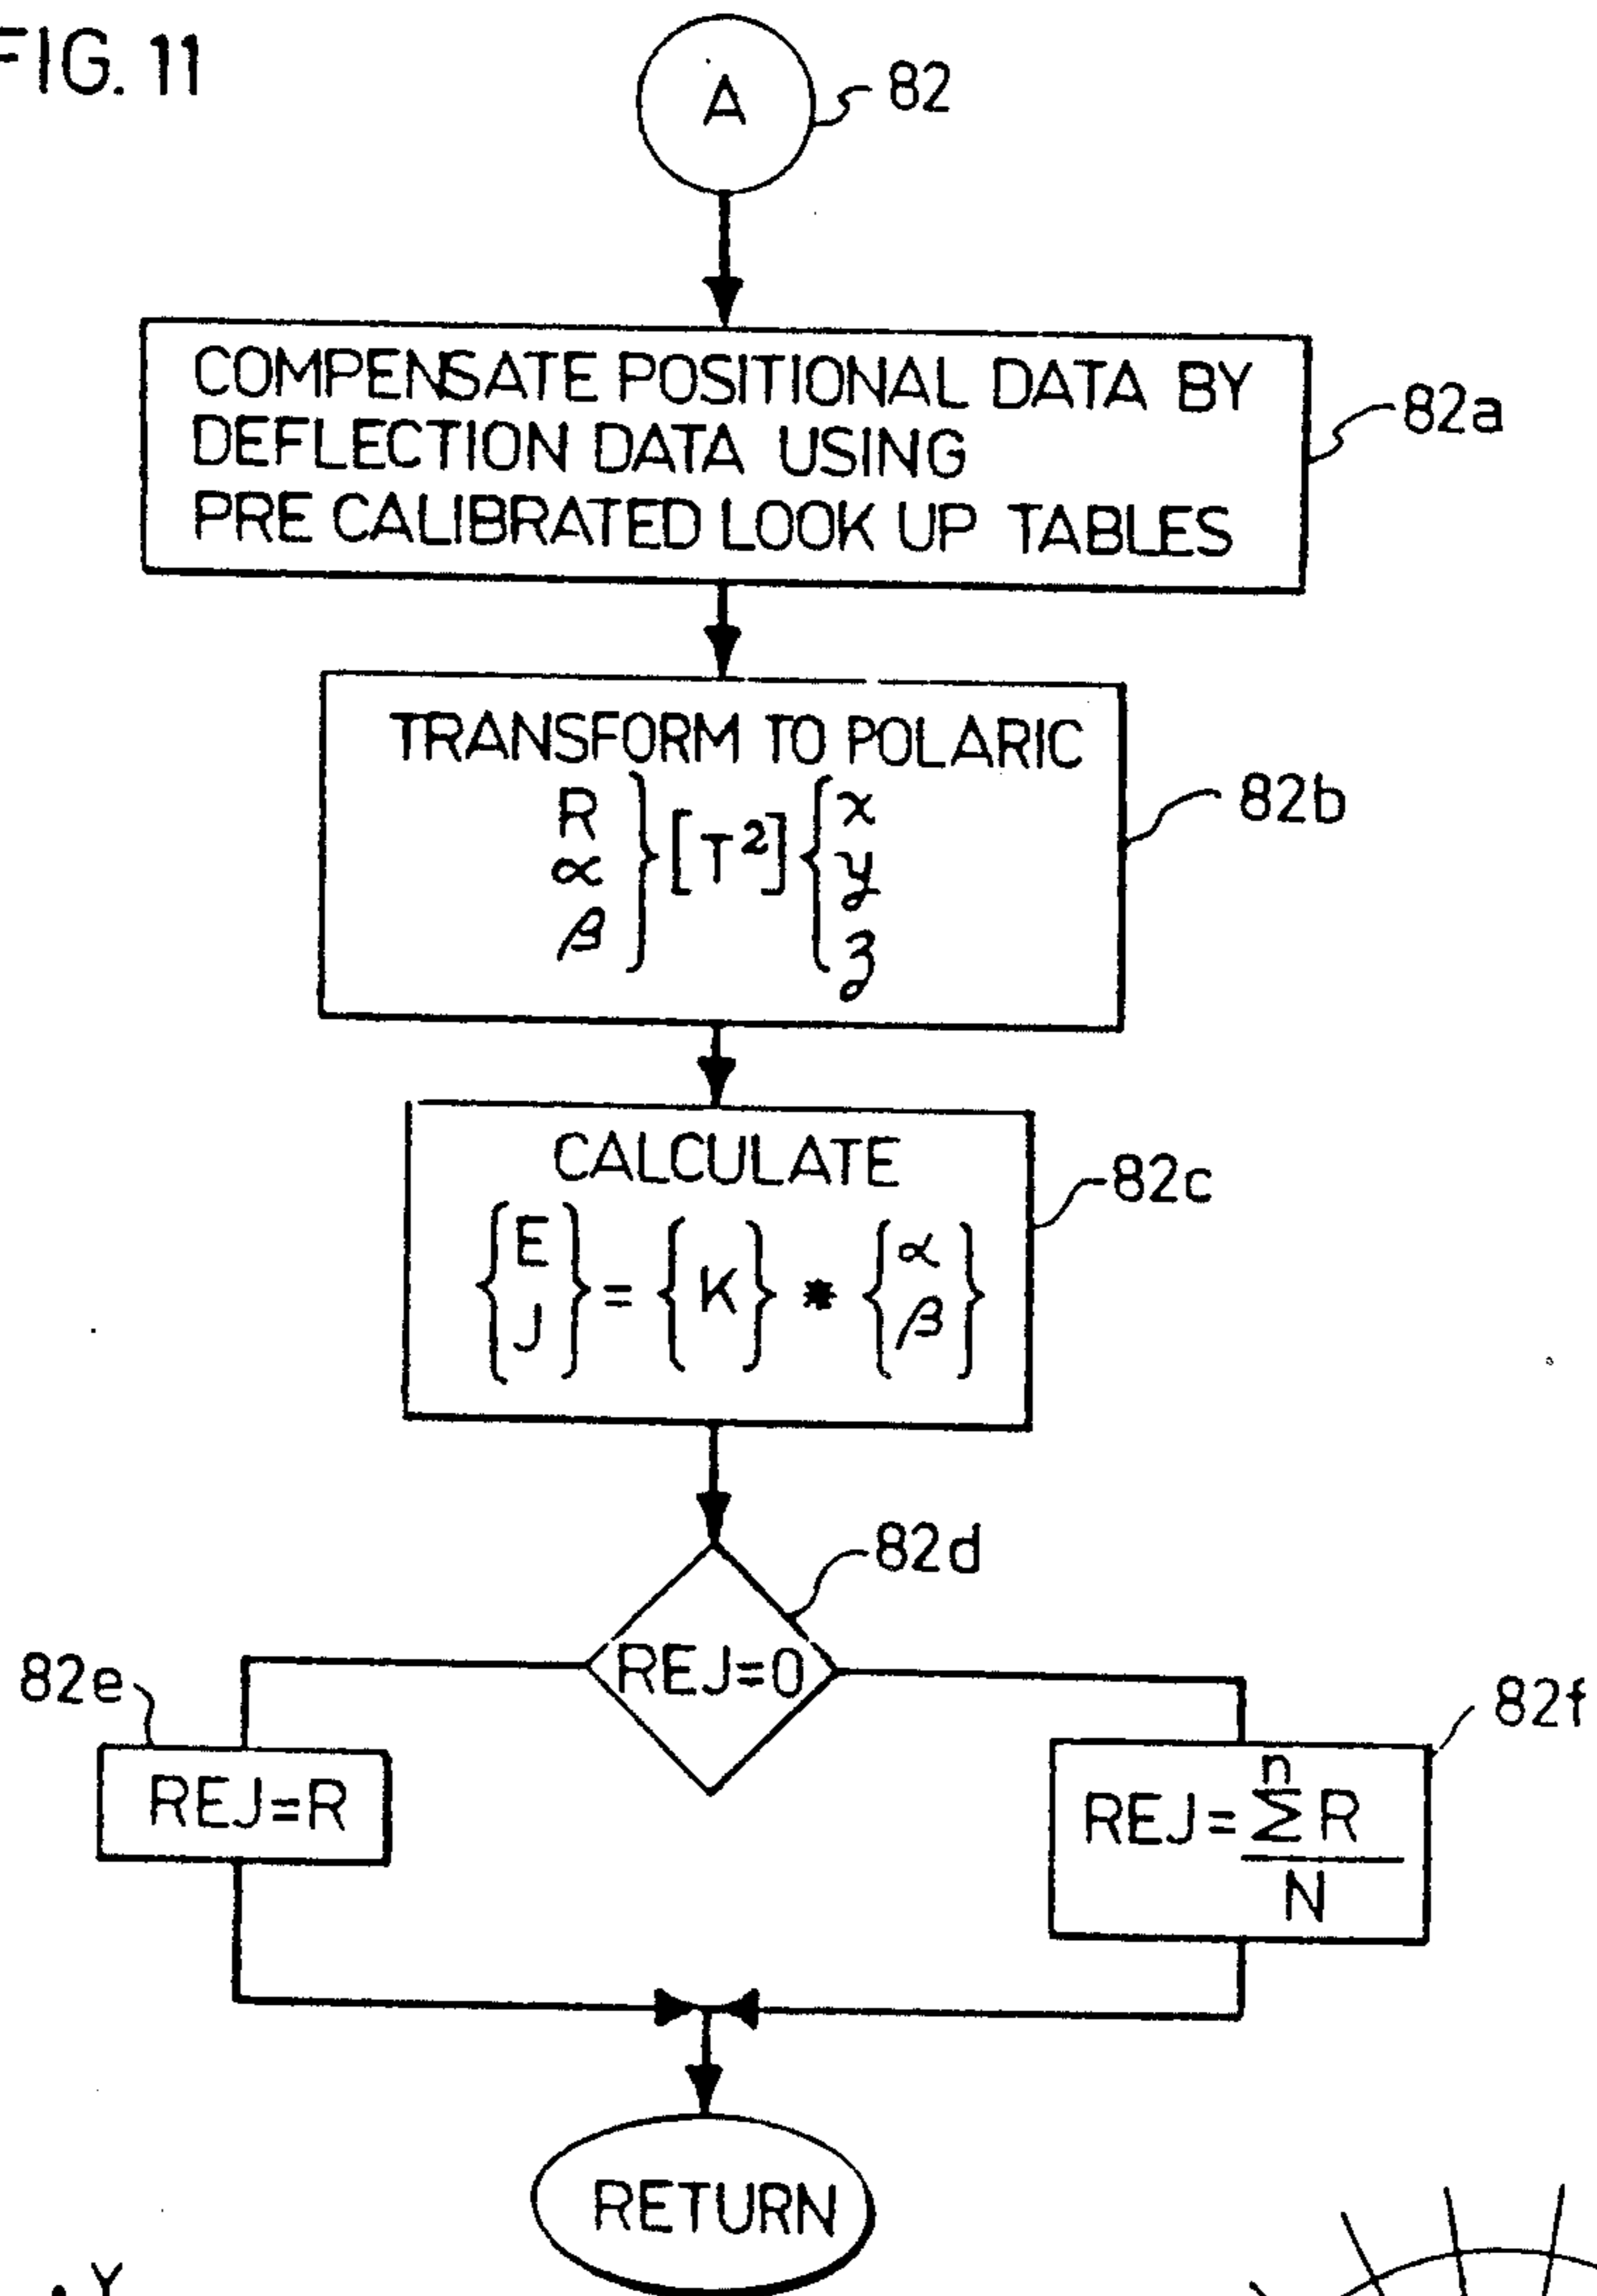 FIG. 11
A
82
COMPENSATE POSITIONAL DATA BY
DEFLECTION DATA USING
PRE CALIBRATED LOOK UP TABLES
82a
TRANSFORM TO POLARIC
R
α
β
} [T²] {
x
y
z
82b
CALCULATE
{E J} = {K} * {α β}
82c
REJ=0
82d
82e
REJ=R
82f
REJ= n Σ R
N
RETURN
Y